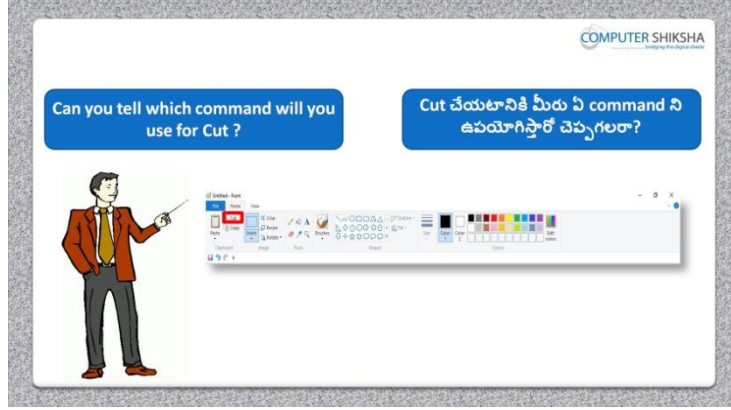 COMPUTER SHIKSHA
bridging the digital divide
Can you tell which command will you
use for Cut ?
Cut చేయటానికి మీరు ఏ command ని
ఉపయోగిస్తారో చెప్పగలరా?
Untitled - Paint
File Home View
Cut
Copy
Paste
Select
Crop
Resize
Rotate
Brushes
Outline
Fill
Size
Color 1
Color 2
Edit colors
Clipboard Image Tools Shapes Colors